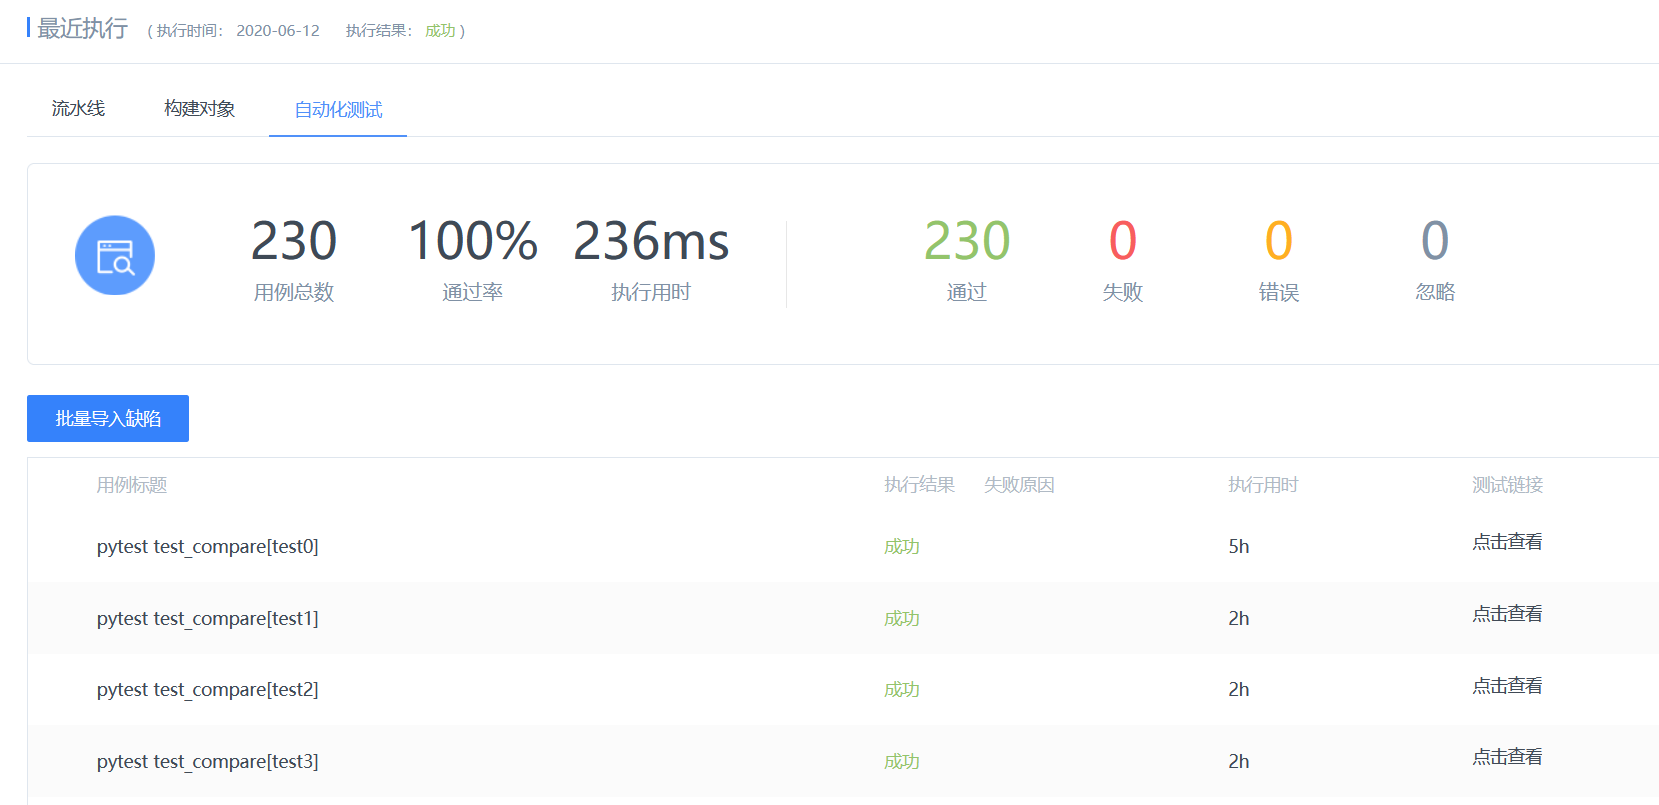 最近执行 （ 执行时间： 2020-06-12 执行结果： 成功 ）
流水线 构建对象 自动化测试
230 100% 236ms 230 0 0 0
用例总数 通过率 执行用时 通过 失败 错误 忽略
批量导入缺陷
用例标题 执行结果 失败原因 执行用时 测试链接
pytest test_compare[test0] 成功 5h 点击查看
pytest test_compare[test1] 成功 2h 点击查看
pytest test_compare[test2] 成功 2h 点击查看
pytest test_compare[test3] 成功 2h 点击查看